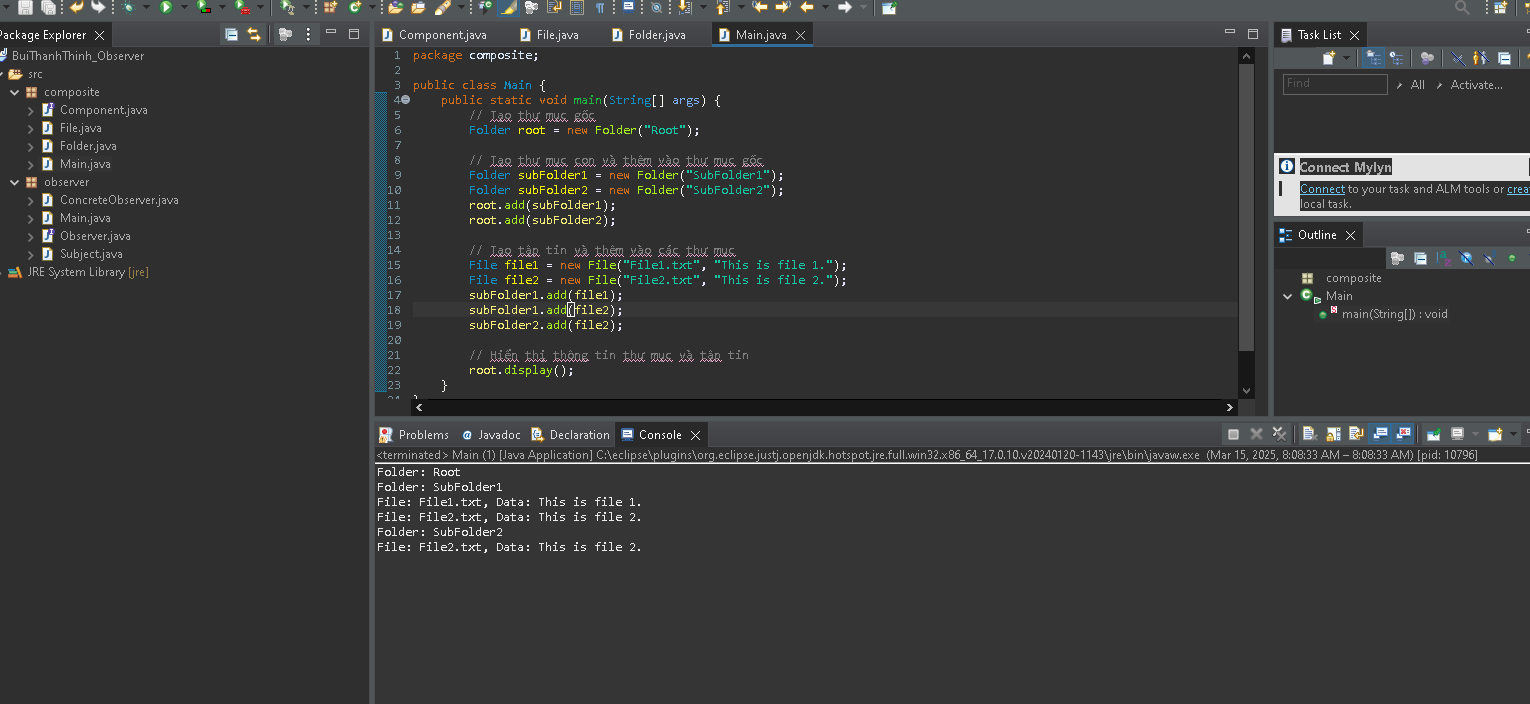 Package Explorer
BuiThanhThinh_Observer
src
composite
Component.java
File.java
Folder.java
Main.java
observer
ConcreteObserver.java
Main.java
Observer.java
Subject.java
JRE System Library [jre]
Component.java File.java Folder.java Main.java
1 package composite;
2
3 public class Main {
4 public static void main(String[] args) {
5 // Tạo thư mục gốc
6 Folder root = new Folder("Root");
7
8 // Tạo thư mục con và thêm vào thư mục gốc
9 Folder subFolder1 = new Folder("SubFolder1");
10 Folder subFolder2 = new Folder("SubFolder2");
11 root.add(subFolder1);
12 root.add(subFolder2);
13
14 // Tạo tập tin và thêm vào các thư mục
15 File file1 = new File("File1.txt", "This is file 1.");
16 File file2 = new File("File2.txt", "This is file 2.");
17 subFolder1.add(file1);
18 subFolder1.add(file2);
19 subFolder2.add(file2);
20
21 // Hiển thị thông tin thư mục và tập tin
22 root.display();
23 }
Task List
Find All Activate...
Connect Mylyn
Connect to your task and ALM tools or
local task.
Outline
composite
Main
main(String[]) : void
Problems Javadoc Declaration Console
<terminated> Main (1) [Java Application] C:\eclipse\plugins\org.eclipse.justj.openjdk.hotspot.jre.full.win32.x86_64_17.0.10.v20240120-1143\jre\bin\javaw.exe (Mar 15, 2025, 8:08:33 AM – 8:08:33 AM) [pid: 10796]
Folder: Root
Folder: SubFolder1
File: File1.txt, Data: This is file 1.
File: File2.txt, Data: This is file 2.
Folder: SubFolder2
File: File2.txt, Data: This is file 2.